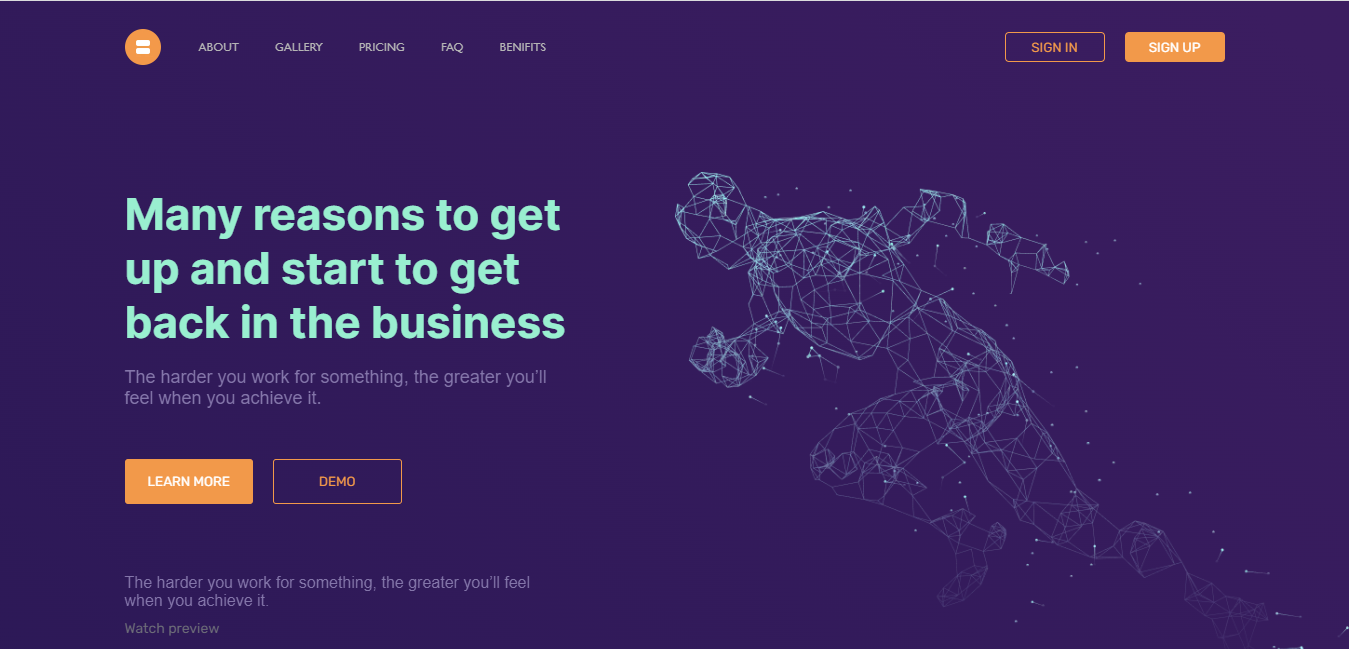 ABOUT GALLERY PRICING FAQ BENIFITS SIGN IN SIGN UP
Many reasons to get
up and start to get
back in the business
The harder you work for something, the greater you’ll
feel when you achieve it.
LEARN MORE DEMO
The harder you work for something, the greater you’ll feel
when you achieve it.
Watch preview